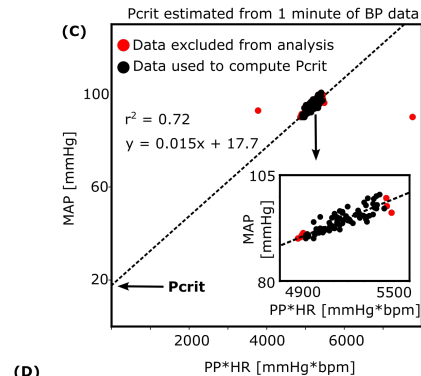 Pcrit estimated from 1 minute of BP data
(C)
Data excluded from analysis
Data used to compute Pcrit
100
60
20
MAP [mmHg]
r² = 0.72
y = 0.015x + 17.7
Pcrit
105
80
MAP
[mmHg]
4900 5500
PP*HR [mmHg*bpm]
2000 4000 6000
PP*HR [mmHg*bpm]
(D)